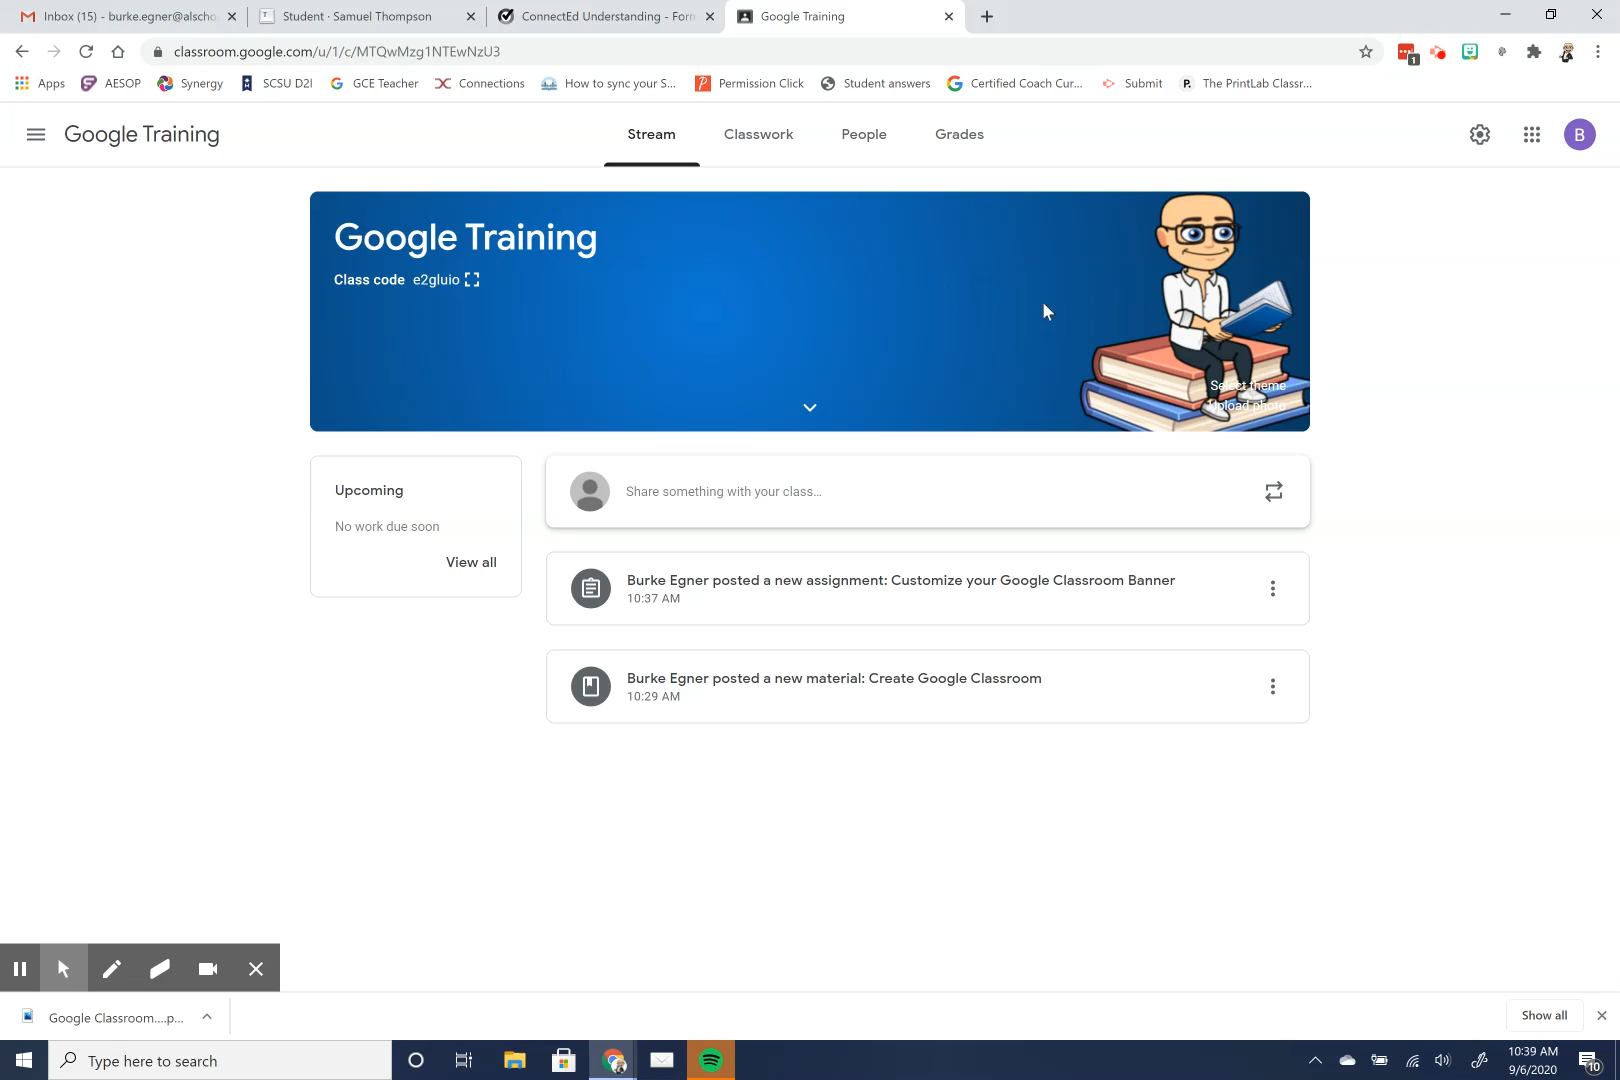 Inbox (15) - burke.egner@alscho
Student · Samuel Thompson
ConnectEd Understanding - Forn
Google Training
classroom.google.com/u/1/c/MTQwMzg1NTEwNzU3
1
Apps
AESOP
Synergy
SCSU D2I
GCE Teacher
Connections
How to sync your S...
Permission Click
Student answers
Certified Coach Cur...
Submit
The PrintLab Classr...
Google Training
Stream
Classwork
People
Grades
B
Google Training
Class code e2gluio
Select theme
Upload photo
Upcoming
No work due soon
View all
Share something with your class...
Burke Egner posted a new assignment: Customize your Google Classroom Banner
10:37 AM
Burke Egner posted a new material: Create Google Classroom
10:29 AM
Google Classroom....p...
Show all
Type here to search
10:39 AM
9/6/2020
10